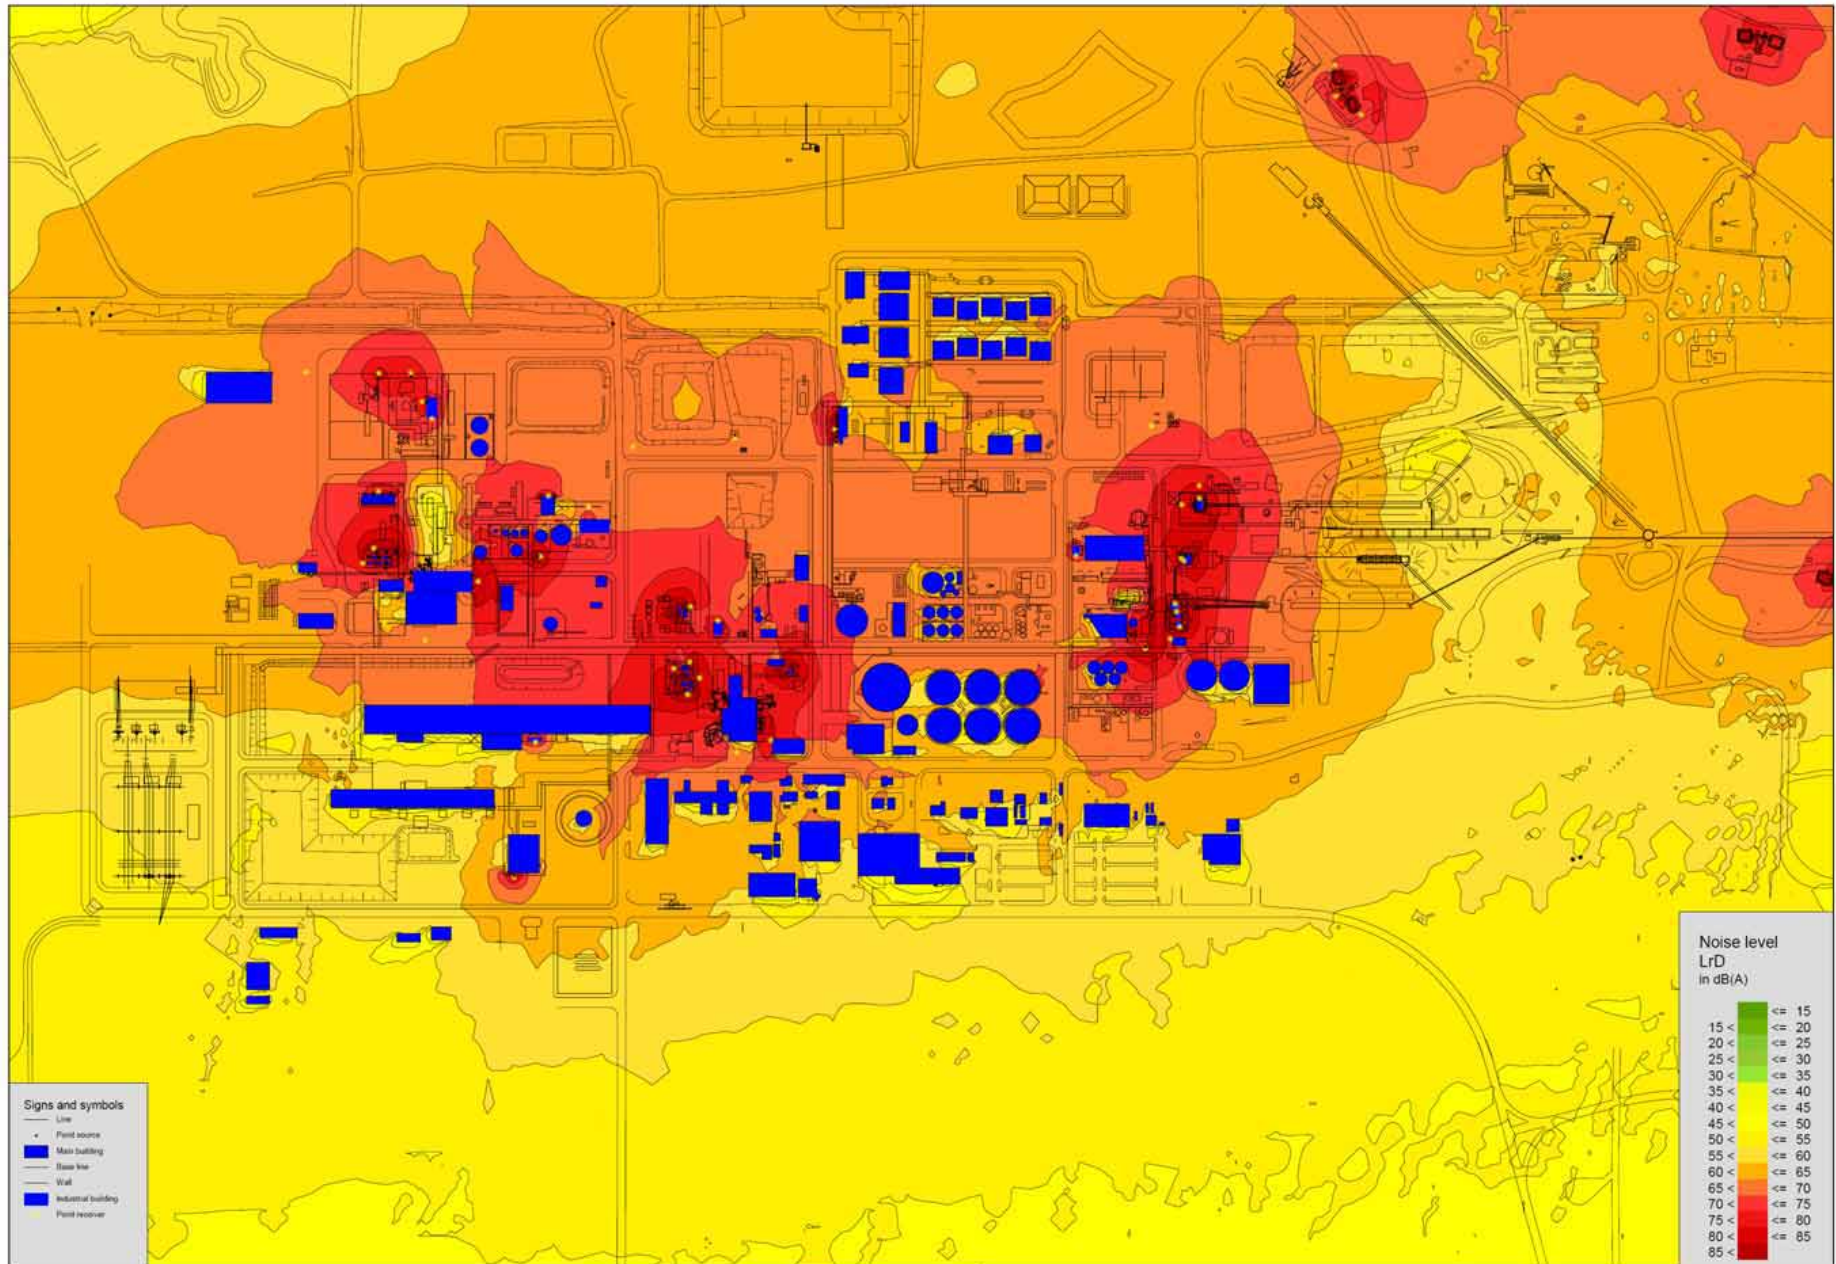 Signs and symbols
Line
Point source
Main building
Base line
Wall
Industrial building
Point receiver
Noise level
LrD
in dB(A)
<= 15
15 < <= 20
20 < <= 25
25 < <= 30
30 < <= 35
35 < <= 40
40 < <= 45
45 < <= 50
50 < <= 55
55 < <= 60
60 < <= 65
65 < <= 70
70 < <= 75
75 < <= 80
80 < <= 85
85 <